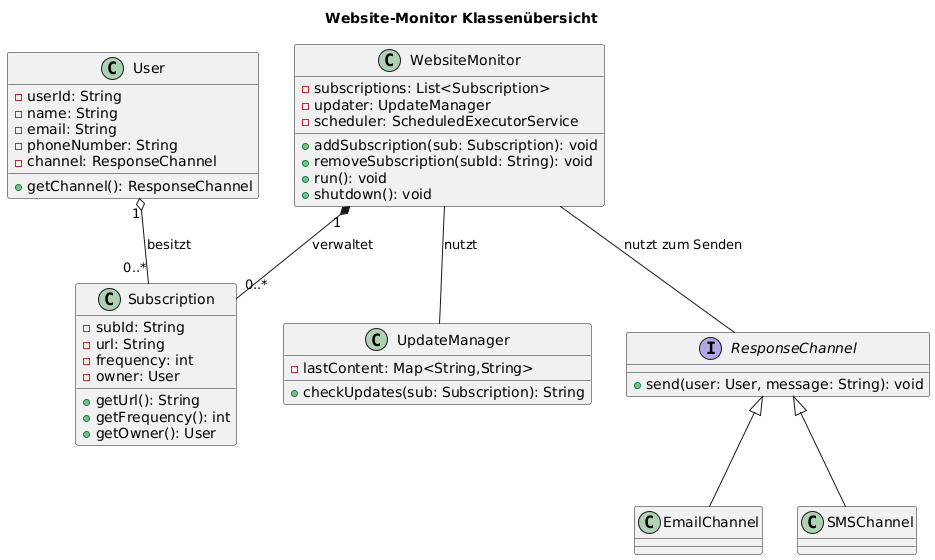 Website-Monitor Klassenübersicht
C User
userId: String
name: String
email: String
phoneNumber: String
channel: ResponseChannel
getChannel(): ResponseChannel
C WebsiteMonitor
subscriptions: List<Subscription>
updater: UpdateManager
scheduler: ScheduledExecutorService
addSubscription(sub: Subscription): void
removeSubscription(subId: String): void
run(): void
shutdown(): void
1
besitzt
0..*
1
verwaltet
0..*
nutzt
nutzt zum Senden
C Subscription
subId: String
url: String
frequency: int
owner: User
getUrl(): String
getFrequency(): int
getOwner(): User
C UpdateManager
lastContent: Map<String,String>
checkUpdates(sub: Subscription): String
I ResponseChannel
send(user: User, message: String): void
C EmailChannel
C SMSChannel